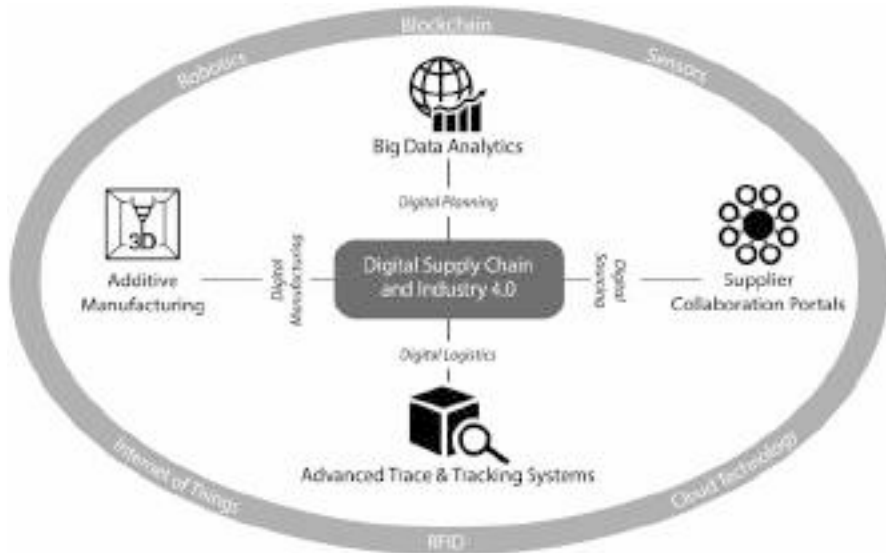 Blockchain
Robotics
Sensors
Big Data Analytics
Digital Planning
3D
Additive
Manufacturing
Digital
Manufacturing
Digital Supply Chain
and Industry 4.0
Digital
Sourcing
Supplier
Collaboration Portals
Digital Logistics
Advanced Trace & Tracking Systems
Internet of Things
Cloud Technology
RFID